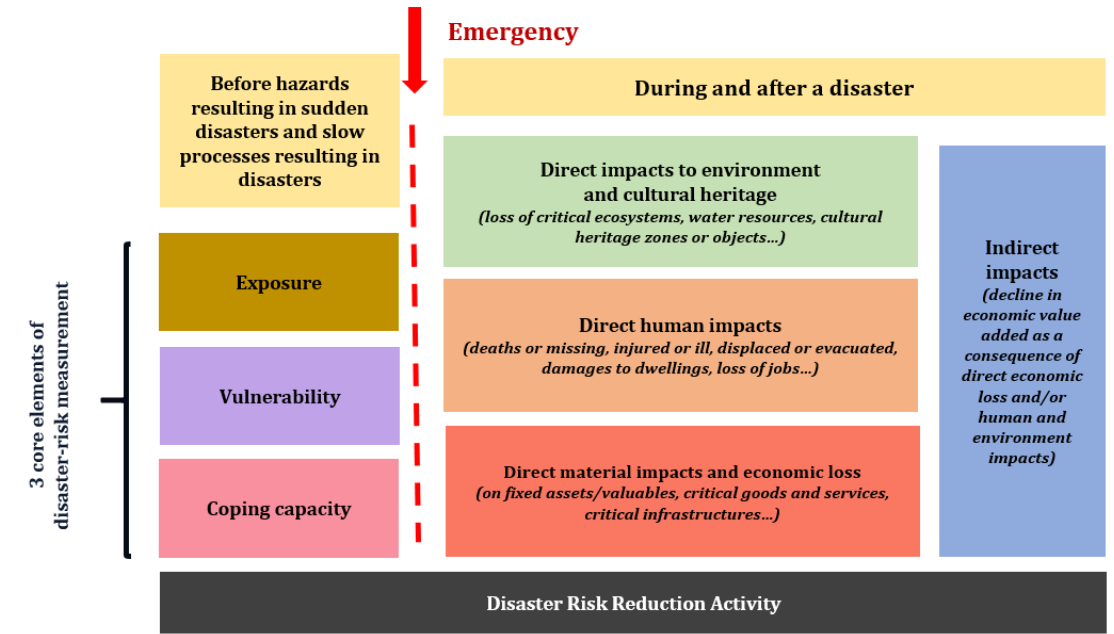 Emergency
Before hazards
resulting in sudden
disasters and slow
processes resulting in
disasters
During and after a disaster
3 core elements of
disaster-risk measurement
Exposure
Vulnerability
Coping capacity
Direct impacts to environment
and cultural heritage
(loss of critical ecosystems, water resources, cultural
heritage zones or objects…)
Direct human impacts
(deaths or missing, injured or ill, displaced or evacuated,
damages to dwellings, loss of jobs…)
Direct material impacts and economic loss
(on fixed assets/valuables, critical goods and services,
critical infrastructures…)
Indirect
impacts
(decline in
economic value
added as a
consequence of
direct economic
loss and/or
human and
environment
impacts)
Disaster Risk Reduction Activity